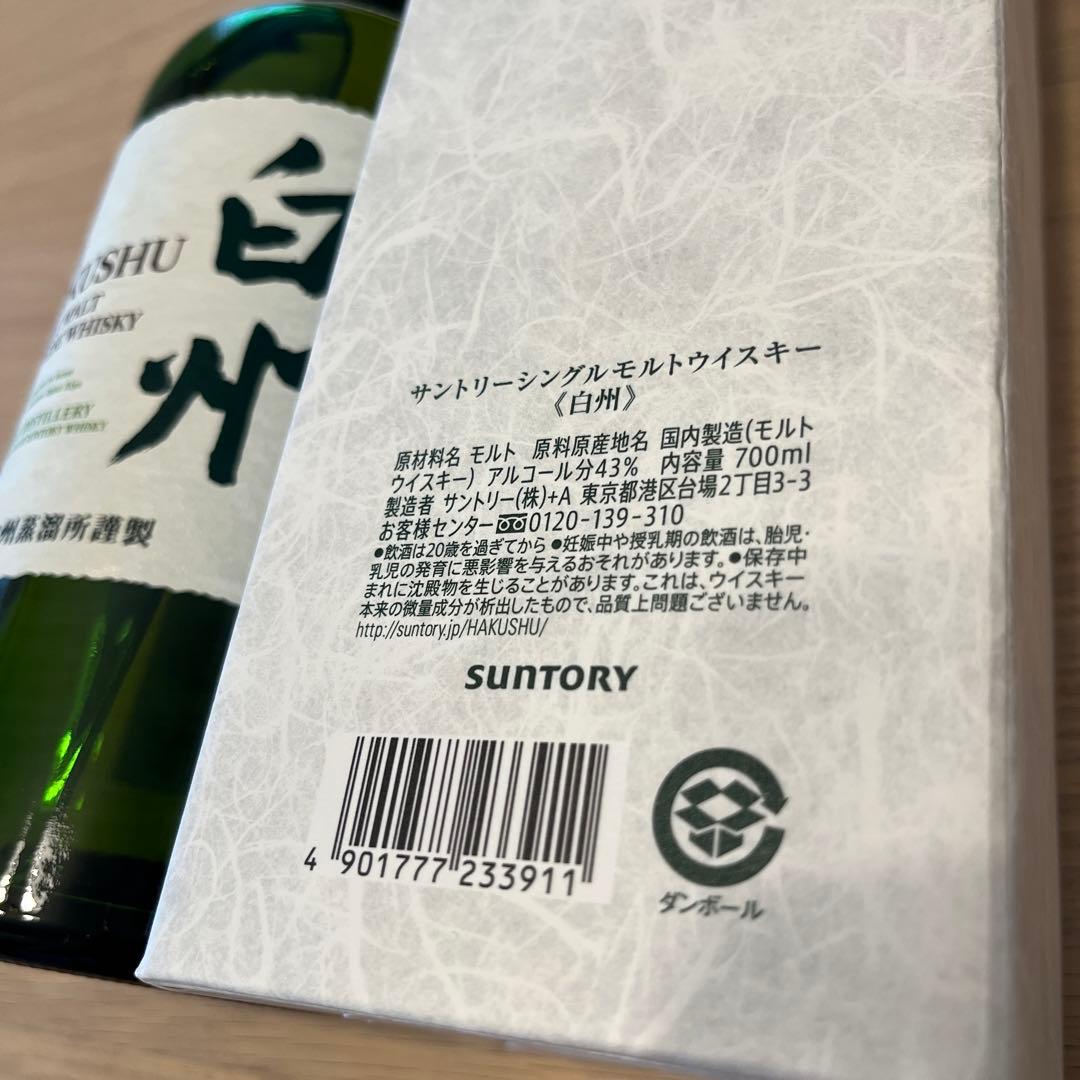 白州
KUSHU
MALT
WHISKY
DISTILLERY
SUNTORY WHISKY
州蒸溜所謹製
サントリーシングルモルトウイスキー
《白州》
原材料名 モルト 原料原産地名 国内製造(モルト
ウイスキー) アルコール分43% 内容量 700ml
製造者 サントリー(株)+A 東京都港区台場2丁目3-3
お客様センター 0120-139-310
●飲酒は20歳を過ぎてから ●妊娠中や授乳期の飲酒は、胎児・
乳児の発育に悪影響を与えるおそれがあります。●保存中
まれに沈殿物を生じることがあります。これは、ウイスキー
本来の微量成分が析出したもので、品質上問題ございません。
http://suntory.jp/HAKUSHU/
SUNTORY
4 901777 233911
ダンボール